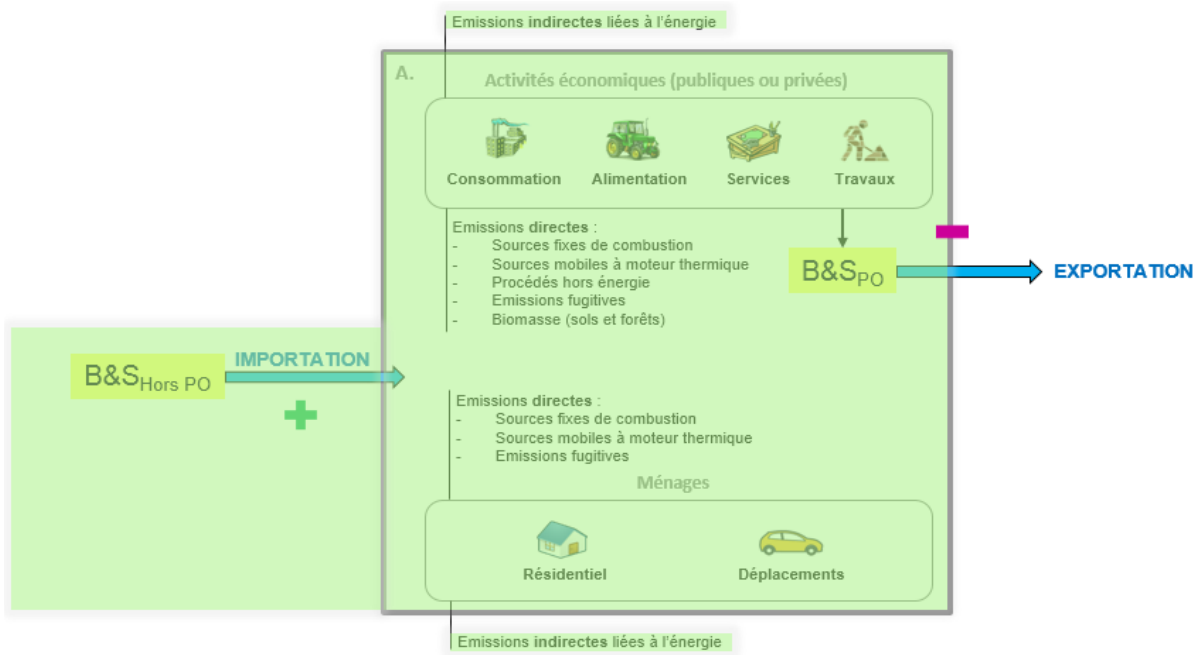 Emissions indirectes liées à l'énergie
A.
Activités économiques (publiques ou privées)
Consommation
Alimentation
Services
Travaux
Emissions directes :
- Sources fixes de combustion
- Sources mobiles à moteur thermique
- Procédés hors énergie
- Emissions fugitives
- Biomasse (sols et forêts)
B&S PO
EXPORTATION
B&S Hors PO
IMPORTATION
Emissions directes :
- Sources fixes de combustion
- Sources mobiles à moteur thermique
- Emissions fugitives
Ménages
Résidentiel
Déplacements
Emissions indirectes liées à l'énergie